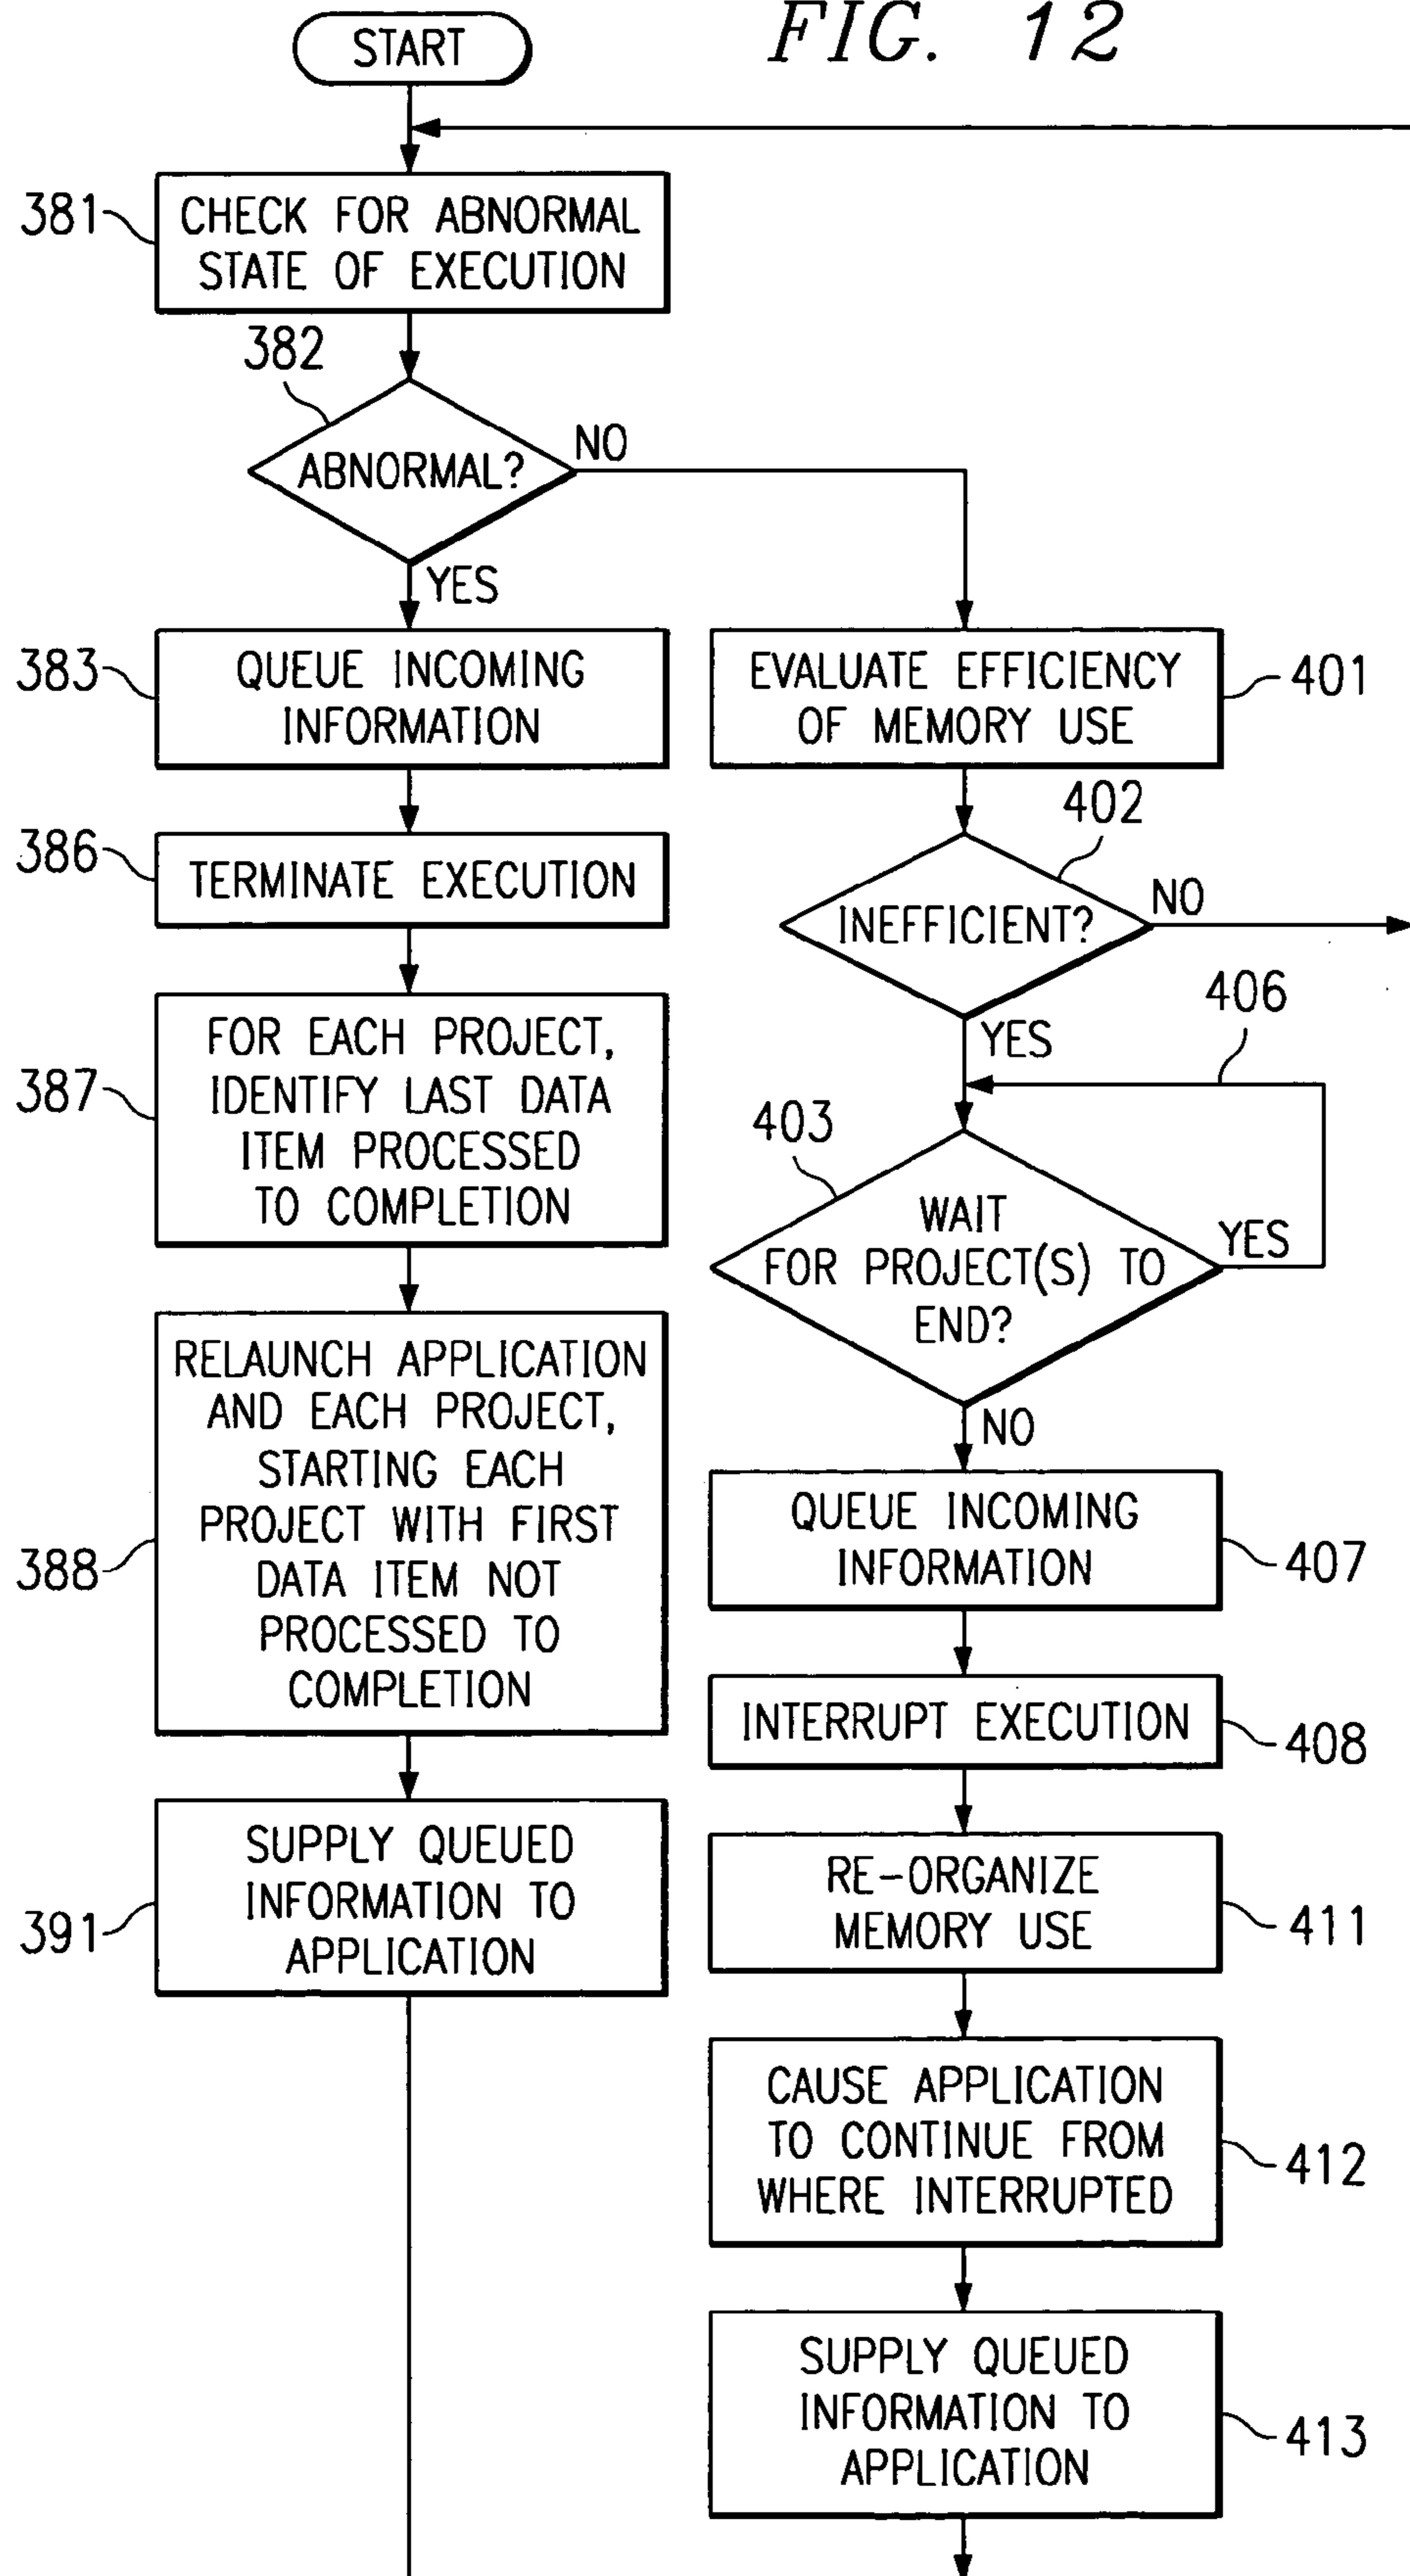 FIG. 12
START
381
CHECK FOR ABNORMAL
STATE OF EXECUTION
382
ABNORMAL?
NO
YES
383
QUEUE INCOMING
INFORMATION
386
TERMINATE EXECUTION
387
FOR EACH PROJECT,
IDENTIFY LAST DATA
ITEM PROCESSED
TO COMPLETION
388
RELAUNCH APPLICATION
AND EACH PROJECT,
STARTING EACH
PROJECT WITH FIRST
DATA ITEM NOT
PROCESSED TO
COMPLETION
391
SUPPLY QUEUED
INFORMATION TO
APPLICATION
EVALUATE EFFICIENCY
OF MEMORY USE
401
402
INEFFICIENT?
NO
YES
406
403
WAIT
FOR PROJECT(S) TO
END?
YES
NO
QUEUE INCOMING
INFORMATION
407
INTERRUPT EXECUTION
408
RE-ORGANIZE
MEMORY USE
411
CAUSE APPLICATION
TO CONTINUE FROM
WHERE INTERRUPTED
412
SUPPLY QUEUED
INFORMATION TO
APPLICATION
413